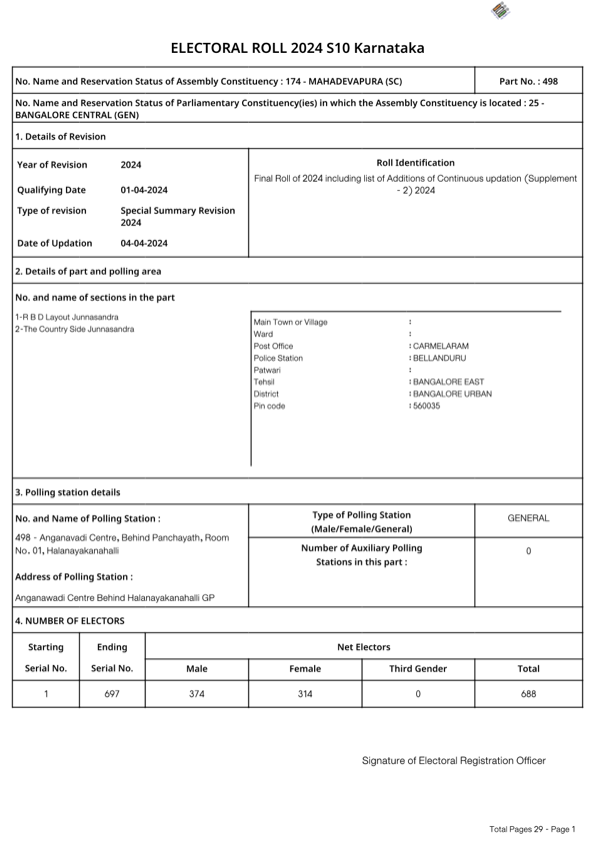 ELECTORAL ROLL 2024 S10 Karnataka
No. Name and Reservation Status of Assembly Constituency : 174 - MAHADEVAPURA (SC)
Part No. : 498
No. Name and Reservation Status of Parliamentary Constituency(ies) in which the Assembly Constituency is located : 25 -
BANGALORE CENTRAL (GEN)
1. Details of Revision
Year of Revision 2024
Qualifying Date 01-04-2024
Type of revision Special Summary Revision
2024
Date of Updation 04-04-2024
Roll Identification
Final Roll of 2024 including list of Additions of Continuous updation (Supplement
- 2) 2024
2. Details of part and polling area
No. and name of sections in the part
1-R B D Layout Junnasandra
2-The Country Side Junnasandra
Main Town or Village :
Ward :
Post Office : CARMELARAM
Police Station : BELLANDURU
Patwari :
Tehsil : BANGALORE EAST
District : BANGALORE URBAN
Pin code : 560035
3. Polling station details
No. and Name of Polling Station :
498 - Anganavadi Centre, Behind Panchayath, Room
No. 01, Halanayakanahalli
Address of Polling Station :
Anganawadi Centre Behind Halanayakanahalli GP
Type of Polling Station
(Male/Female/General)
GENERAL
Number of Auxiliary Polling
Stations in this part :
0
4. NUMBER OF ELECTORS
Starting
Serial No.
Ending
Serial No.
Net Electors
Male Female Third Gender Total
1 697 374 314 0 688
Signature of Electoral Registration Officer
Total Pages 29 - Page 1